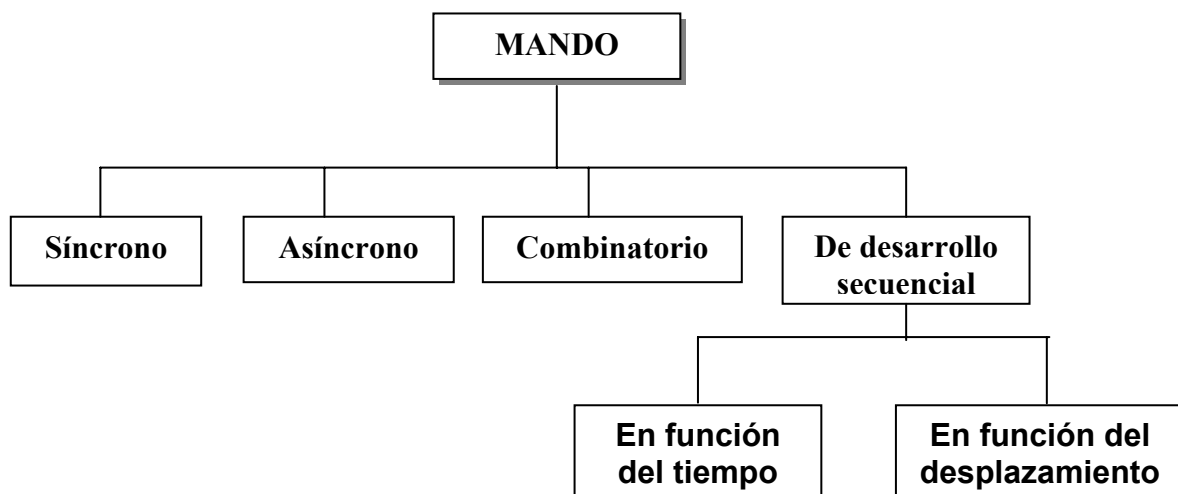 MANDO
Síncrono
Asíncrono
Combinatorio
De desarrollo
secuencial
En función
del tiempo
En función del
desplazamiento